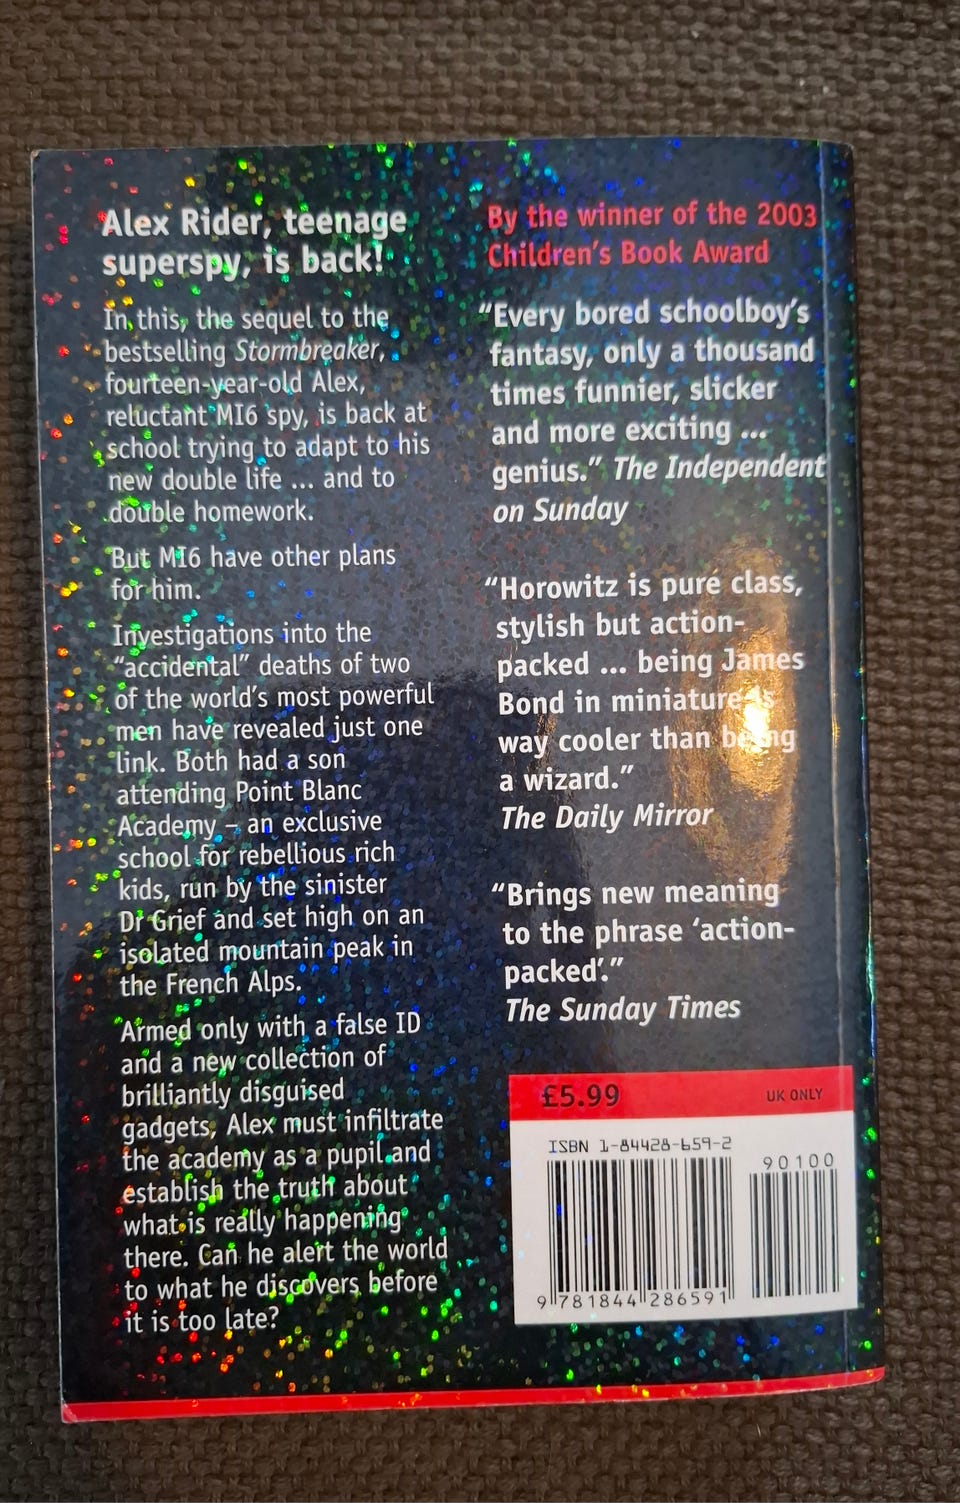 Alex Rider, teenage
superspy, is back!
In this, the sequel to the
bestselling Stormbreaker,
fourteen-year-old Alex,
reluctant MI6 spy, is back at
school trying to adapt to his
new double life ... and to
double homework.
But MI6 have other plans
for him.
Investigations into the
“accidental” deaths of two
of the world’s most powerful
men have revealed just one
link. Both had a son
attending Point Blanc
Academy – an exclusive
school for rebellious rich
kids, run by the sinister
Dr Grief and set high on an
isolated mountain peak in
the French Alps.
Armed only with a false ID
and a new collection of
brilliantly disguised
gadgets, Alex must infiltrate
the academy as a pupil and
establish the truth about
what is really happening
there. Can he alert the world
to what he discovers before
it is too late?
By the winner of the 2003
Children’s Book Award
“Every bored schoolboy’s
fantasy, only a thousand
times funnier, slicker
and more exciting ...
genius.” The Independent
on Sunday
“Horowitz is pure class,
stylish but action-
packed ... being James
Bond in miniature is
way cooler than being
a wizard.”
The Daily Mirror
“Brings new meaning
to the phrase ‘action-
packed’.”
The Sunday Times
£5.99 UK ONLY
ISBN 1-84428-659-2
90100
9 781844 286591